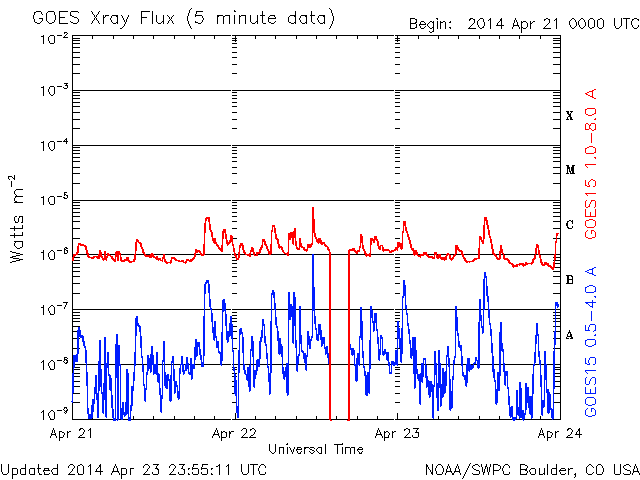 GOES Xray Flux (5 minute data)
Begin: 2014 Apr 21 0000 UTC
10⁻²
10⁻³
10⁻⁴
10⁻⁵
10⁻⁶
10⁻⁷
10⁻⁸
10⁻⁹
Watts m⁻²
X
M
C
B
A
GOES15 1.0-8.0 A
GOES15 0.5-4.0 A
Apr 21
Apr 22
Apr 23
Apr 24
Universal Time
Updated 2014 Apr 23 23:55:11 UTC
NOAA/SWPC Boulder, CO USA